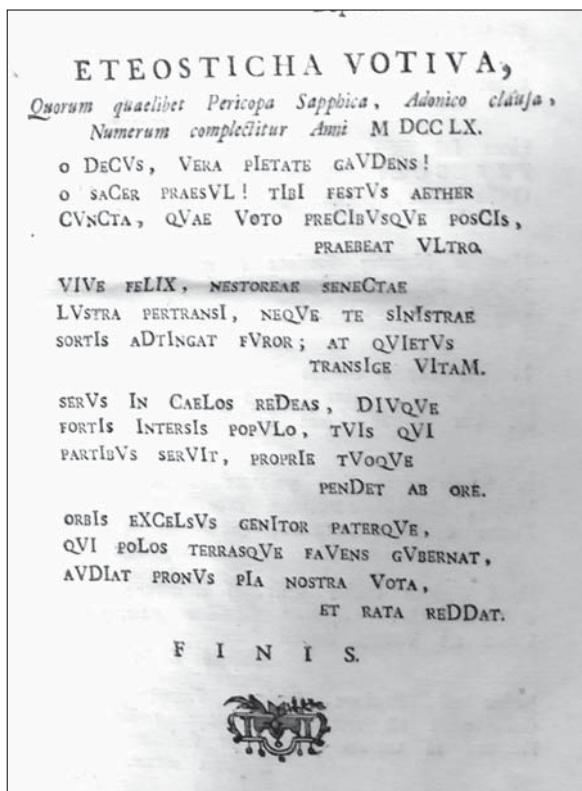 ETEOSTICHA VOTIVA,
Quorum quaelibet Pericopa Sapphica, Adonico clausa,
Numerum complectitur Anni M DCC LX.
o DeCVs, VerA pIetAte gAVDens!
o sACer prAesVL! tIbI festVs Aether
CVnCtA, qVAe Voto preCIbVsqVe posCIs,
prAebeAt VLtro.
VIVe feLIX, nestoreAe seneCtAe
LVstrA pertrAnsI, neqVe te sInIstrAe
sortIs ADtIngAt fVror; At qVIetVs
trAnsIge VItAM.
serVs In CAeLos reDeAs, DIVqVe
fortIs IntersIs popVLo, tVIs qVI
pArtIbVs serVIt, proprIe tVoqVe
penDet Ab ore.
orbIs eXCeLsVs genItor pAterqVe,
qVI poLos terrAsqVe fAVens gVbernAt,
AVDIAt pronVs pIA nostrA VotA,
et rAtA reDDAt.
F I N I S.